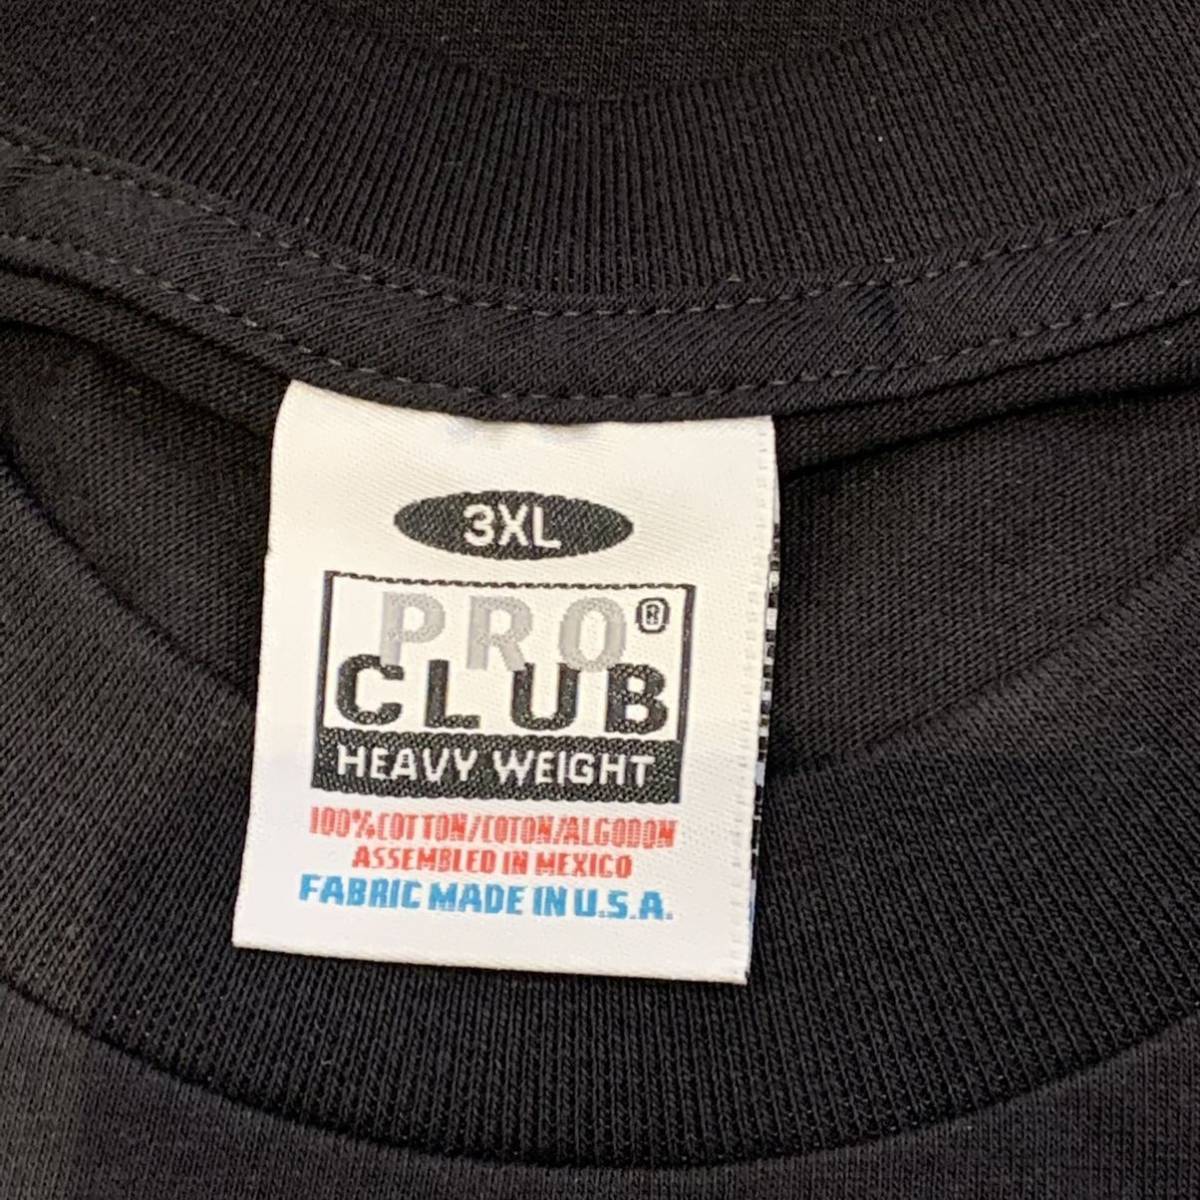 3XL
PRO®
CLUB
HEAVY WEIGHT
100% COTTON/COTON/ALGODON
ASSEMBLED IN MEXICO
FABRIC MADE IN U.S.A.